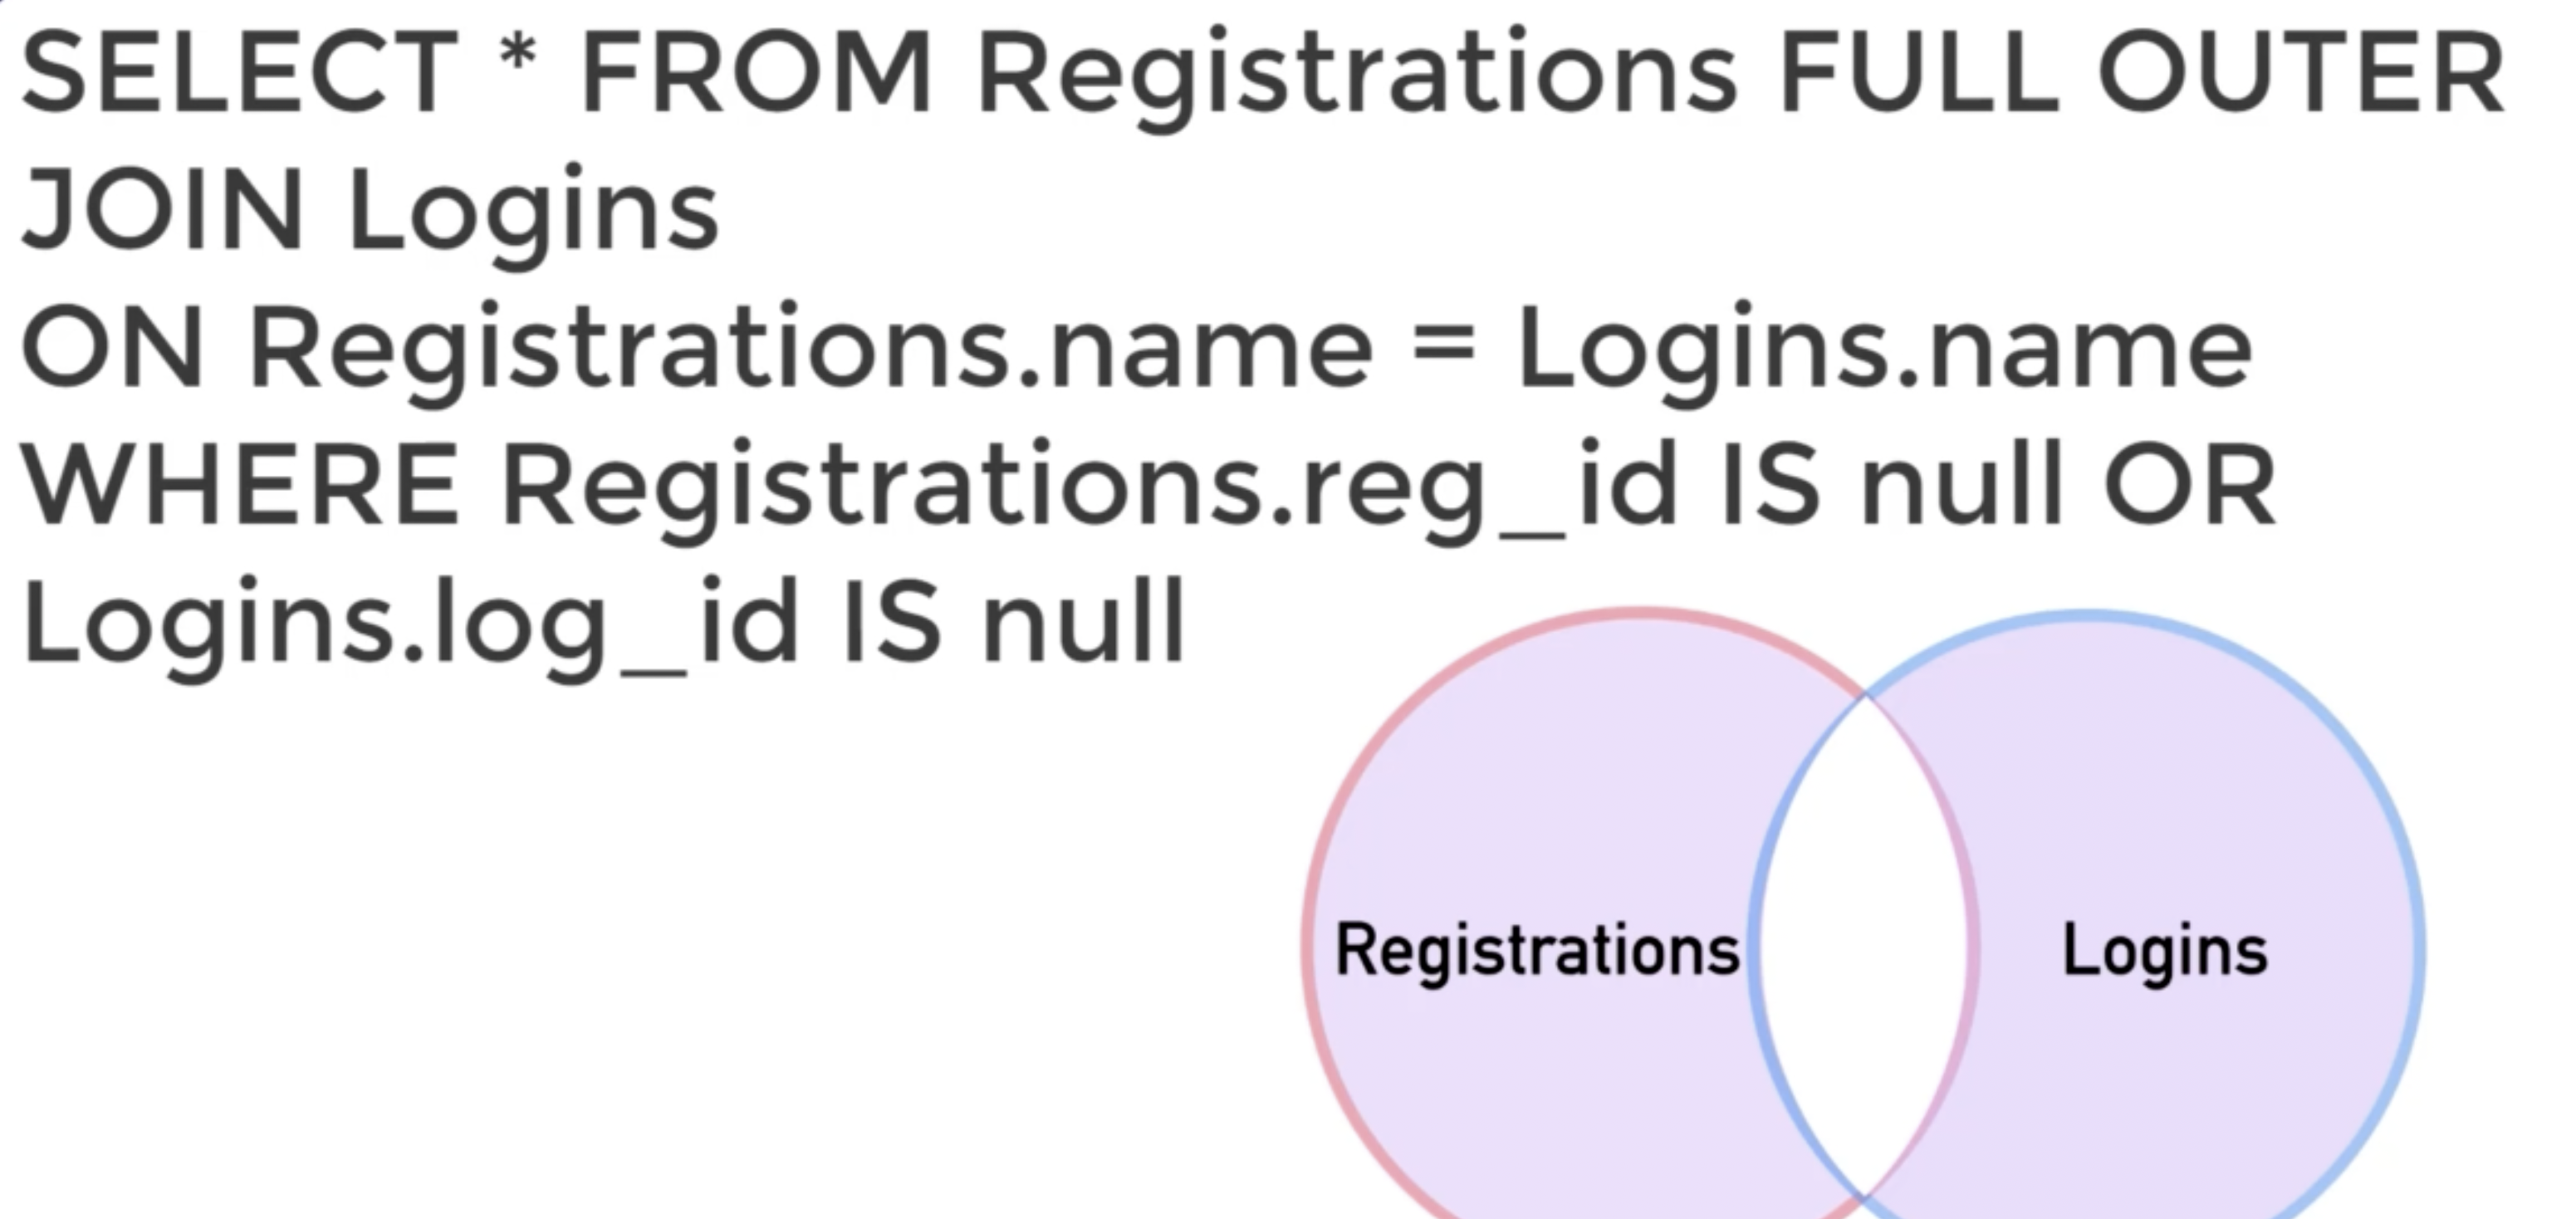 SELECT * FROM Registrations FULL OUTER
JOIN Logins
ON Registrations.name = Logins.name
WHERE Registrations.reg_id IS null OR
Logins.log_id IS null
Registrations
Logins